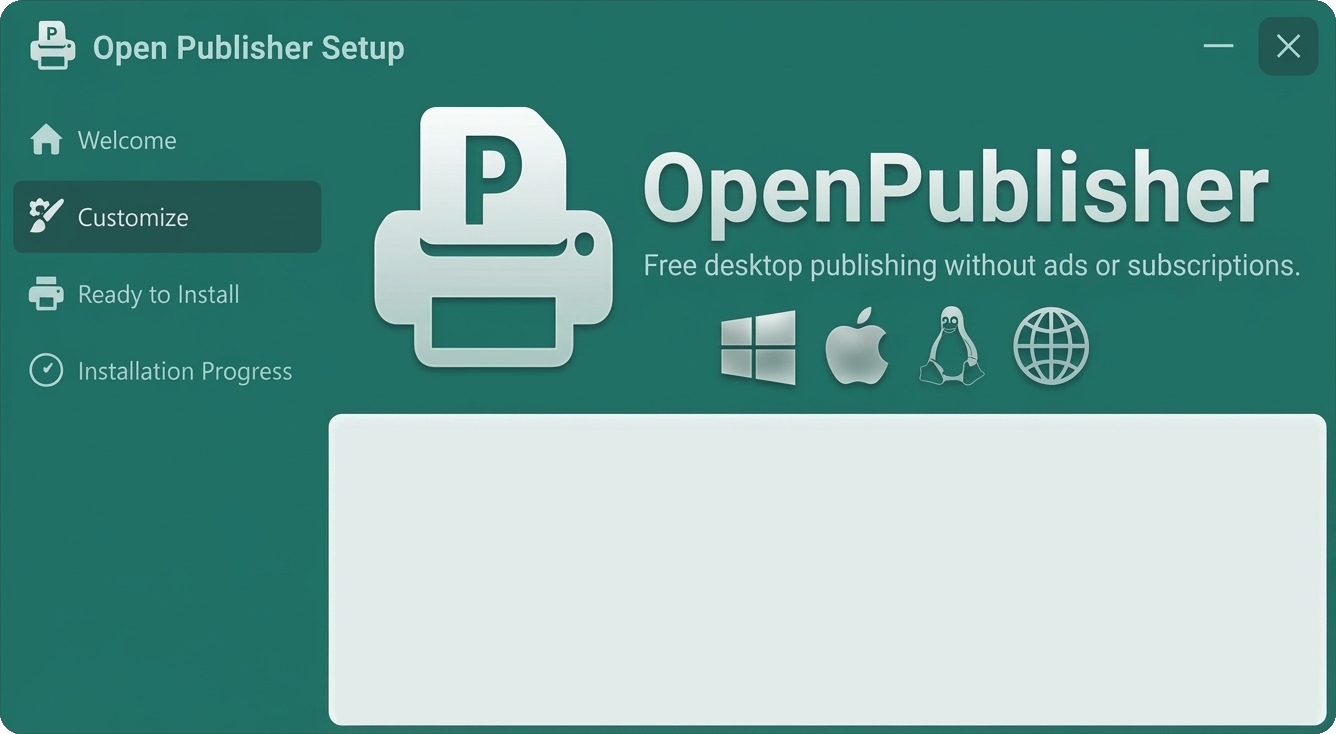 P
Open Publisher Setup
Welcome
Customize
Ready to Install
Installation Progress
P
OpenPublisher
Free desktop publishing without ads or subscriptions.